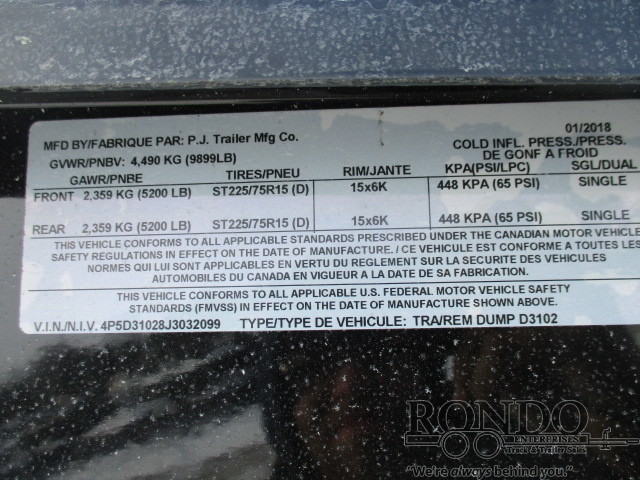 01/2018
MFD BY/FABRIQUE PAR: P.J. Trailer Mfg Co.
COLD INFL. PRESS./PRESS.
GVWR/PNBV: 4,490 KG (9899LB)
DE GONF A FROID
GAWR/PNBE TIRES/PNEU RIM/JANTE KPA(PSI/LPC) SGL/DUAL
FRONT 2,359 KG (5200 LB) ST225/75R15 (D) 15x6K 448 KPA (65 PSI) SINGLE
REAR 2,359 KG (5200 LB) ST225/75R15 (D) 15x6K 448 KPA (65 PSI) SINGLE
THIS VEHICLE CONFORMS TO ALL APPLICABLE STANDARDS PRESCRIBED UNDER THE CANADIAN MOTOR VEHICLE
SAFETY REGULATIONS IN EFFECT ON THE DATE OF MANUFACTURE. / CE VEHICULE EST CONFORME A TOUTES LES
NORMES QUI LUI SONT APPLICABLES EN VERTU DU REGLEMENT SUR LA SECURITE DES VEHICULES
AUTOMOBILES DU CANADA EN VIGUEUR A LA DATE DE SA FABRICATION.
THIS VEHICLE CONFORMS TO ALL APPLICABLE U.S. FEDERAL MOTOR VEHICLE SAFETY
STANDARDS (FMVSS) IN EFFECT ON THE DATE OF MANUFACTURE SHOWN ABOVE.
V.I.N./N.I.V. 4P5D31028J3032099 TYPE/TYPE DE VEHICULE: TRA/REM DUMP D3102
RONDO
ENTERPRISES
Truck & Trailer Sales
"We're always behind you."